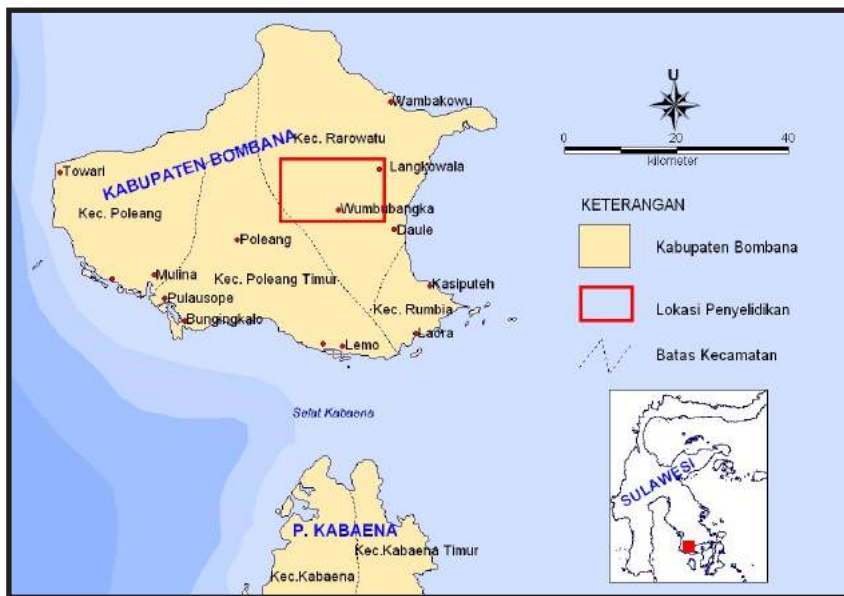 Wambakowu
Kec. Rarowatu
KABUPATEN BOMBANA
Towari
Langkowala
Kec. Poleang
Wumbubangka
Daule
Poleang
Mulina
Kec. Poleang Timur
Kasiputeh
Pulausope
Kec. Rumbia
Bungingkalo
Laora
Lemo
Selat Kabaena
P. KABAENA
Kec.Kabaena Timur
Kec.Kabaena
U
0 20 40
kilometer
KETERANGAN
Kabupaten Bombana
Lokasi Penyelidikan
Batas Kecamatan
SULAWESI